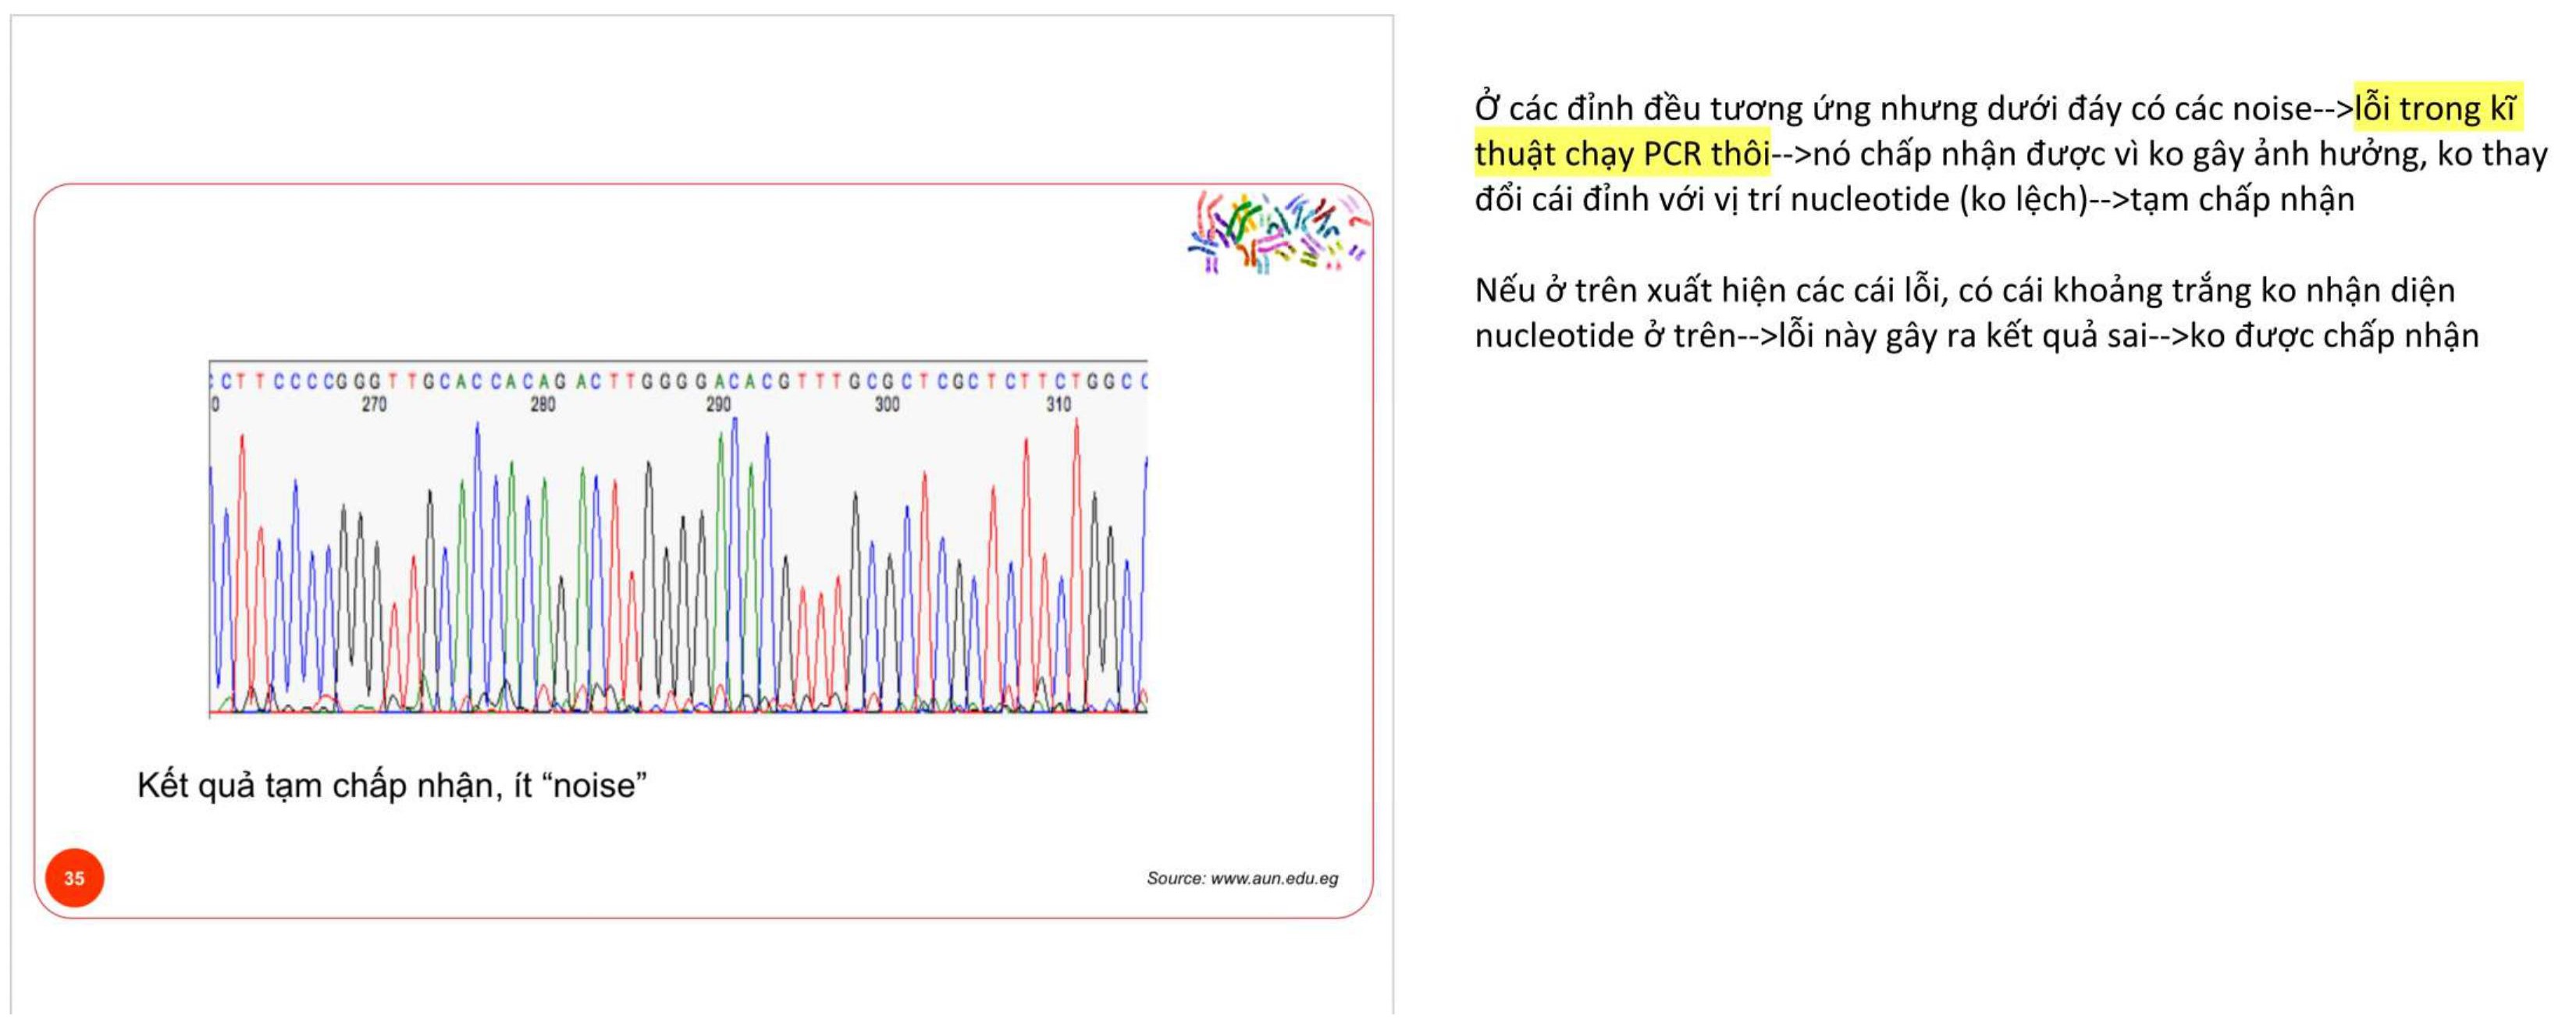 CCTTCCCCGGGTTGCACCACAGACTTGGGGACACGTTTGCGCTCGCTCTTCTGGCC
0 270 280 290 300 310
Kết quả tạm chấp nhận, ít “noise”
35
Source: www.aun.edu.eg
Ở các đỉnh đều tương ứng nhưng dưới đáy có các noise-->lỗi trong kĩ
thuật chạy PCR thôi-->nó chấp nhận được vì ko gây ảnh hưởng, ko thay
đổi cái đỉnh với vị trí nucleotide (ko lệch)-->tạm chấp nhận
Nếu ở trên xuất hiện các cái lỗi, có cái khoảng trắng ko nhận diện
nucleotide ở trên-->lỗi này gây ra kết quả sai-->ko được chấp nhận